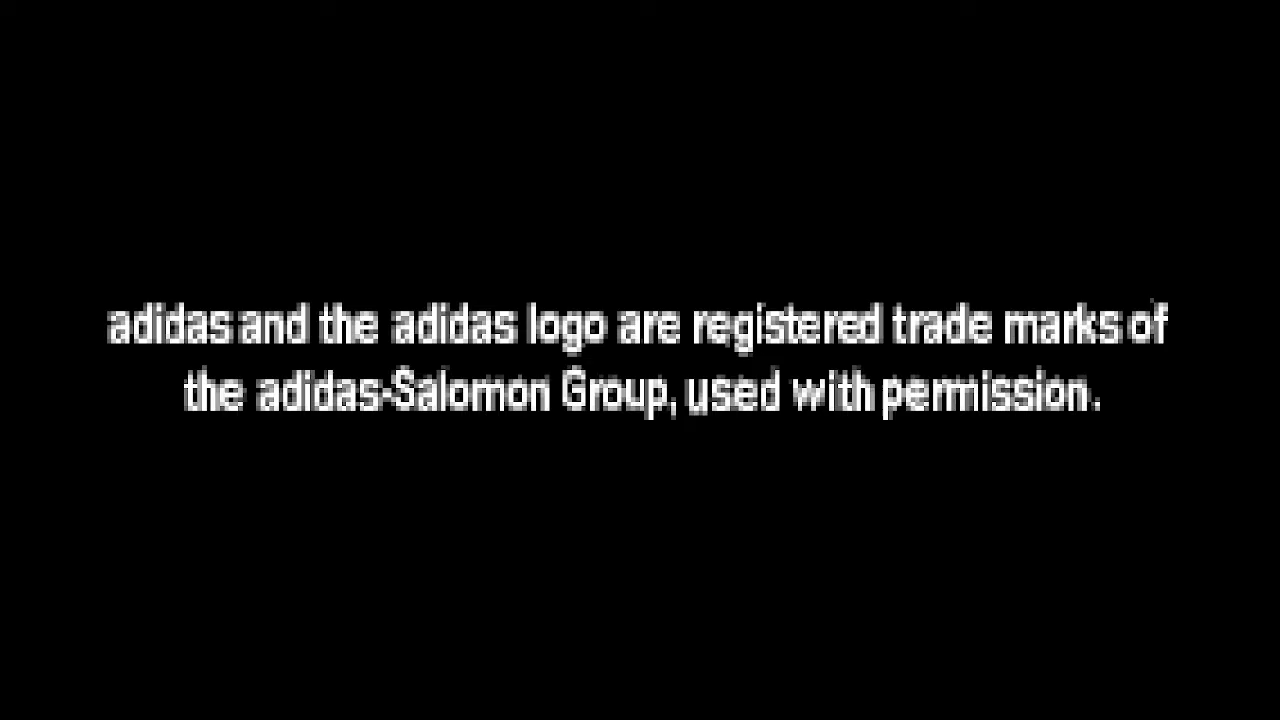 adidas and the adidas logo are registered trade marks of
the adidas-Salomon Group, used with permission.